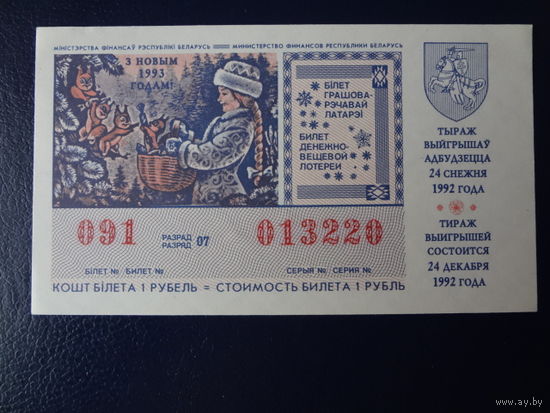 МІНІСТЭРСТВА ФІНАНСАЎ РЭСПУБЛІКІ БЕЛАРУСЬ — МИНИСТЕРСТВО ФИНАНСОВ РЕСПУБЛИКИ БЕЛАРУСЬ
З НОВЫМ
1993
ГОДАМ!
БІЛЕТ
ГРАШОВА-
РЭЧАВАЙ
ЛАТАРЭІ
БИЛЕТ
ДЕНЕЖНО-
ВЕЩЕВОЙ
ЛОТЕРЕИ
ТЫРАЖ
ВЫЙГРЫШАЎ
АДБУДЗЕЦЦА
24 СНЕЖНЯ
1992 ГОДА
ТИРАЖ
ВЫИГРЫШЕЙ
СОСТОИТСЯ
24 ДЕКАБРЯ
1992 ГОДА
091
РАЗРАД
РАЗРЯД
07
013220
БІЛЕТ № БИЛЕТ №
СЕРЫЯ № СЕРИЯ №
КОШТ БІЛЕТА 1 РУБЕЛЬ = СТОИМОСТЬ БИЛЕТА 1 РУБЛЬ
www.ay.by